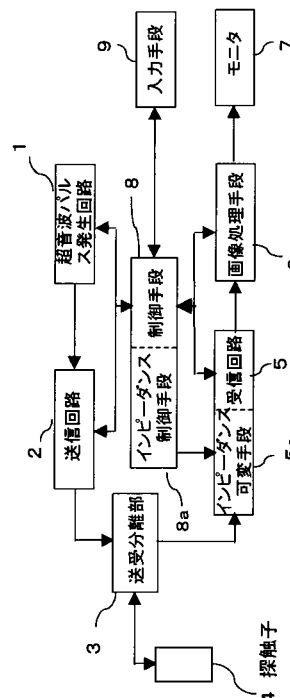 1
超音波パル
ス発生回路
2
送信回路
3
送受分離部
4
探触子
8
制御手段
インピーダンス
制御手段
8a
9
入力手段
インピーダンス
可変手段
受信回路
5
画像処理手段
モニタ
7